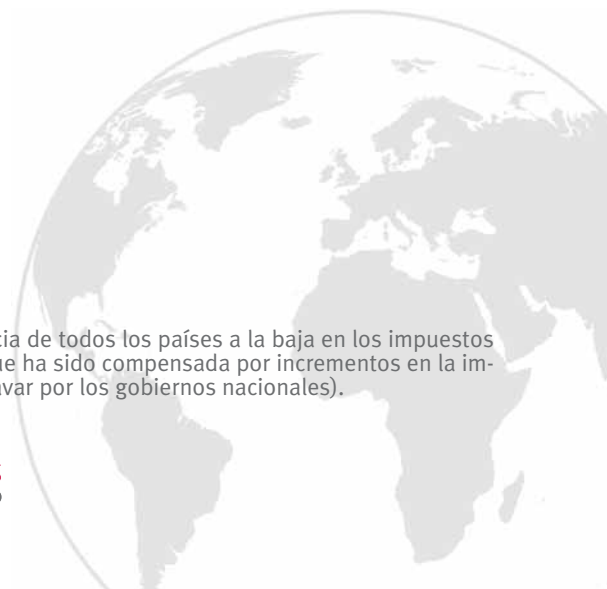 cia de todos los países a la baja en los impuestos
ue ha sido compensada por incrementos en la im-
avar por los gobiernos nacionales).